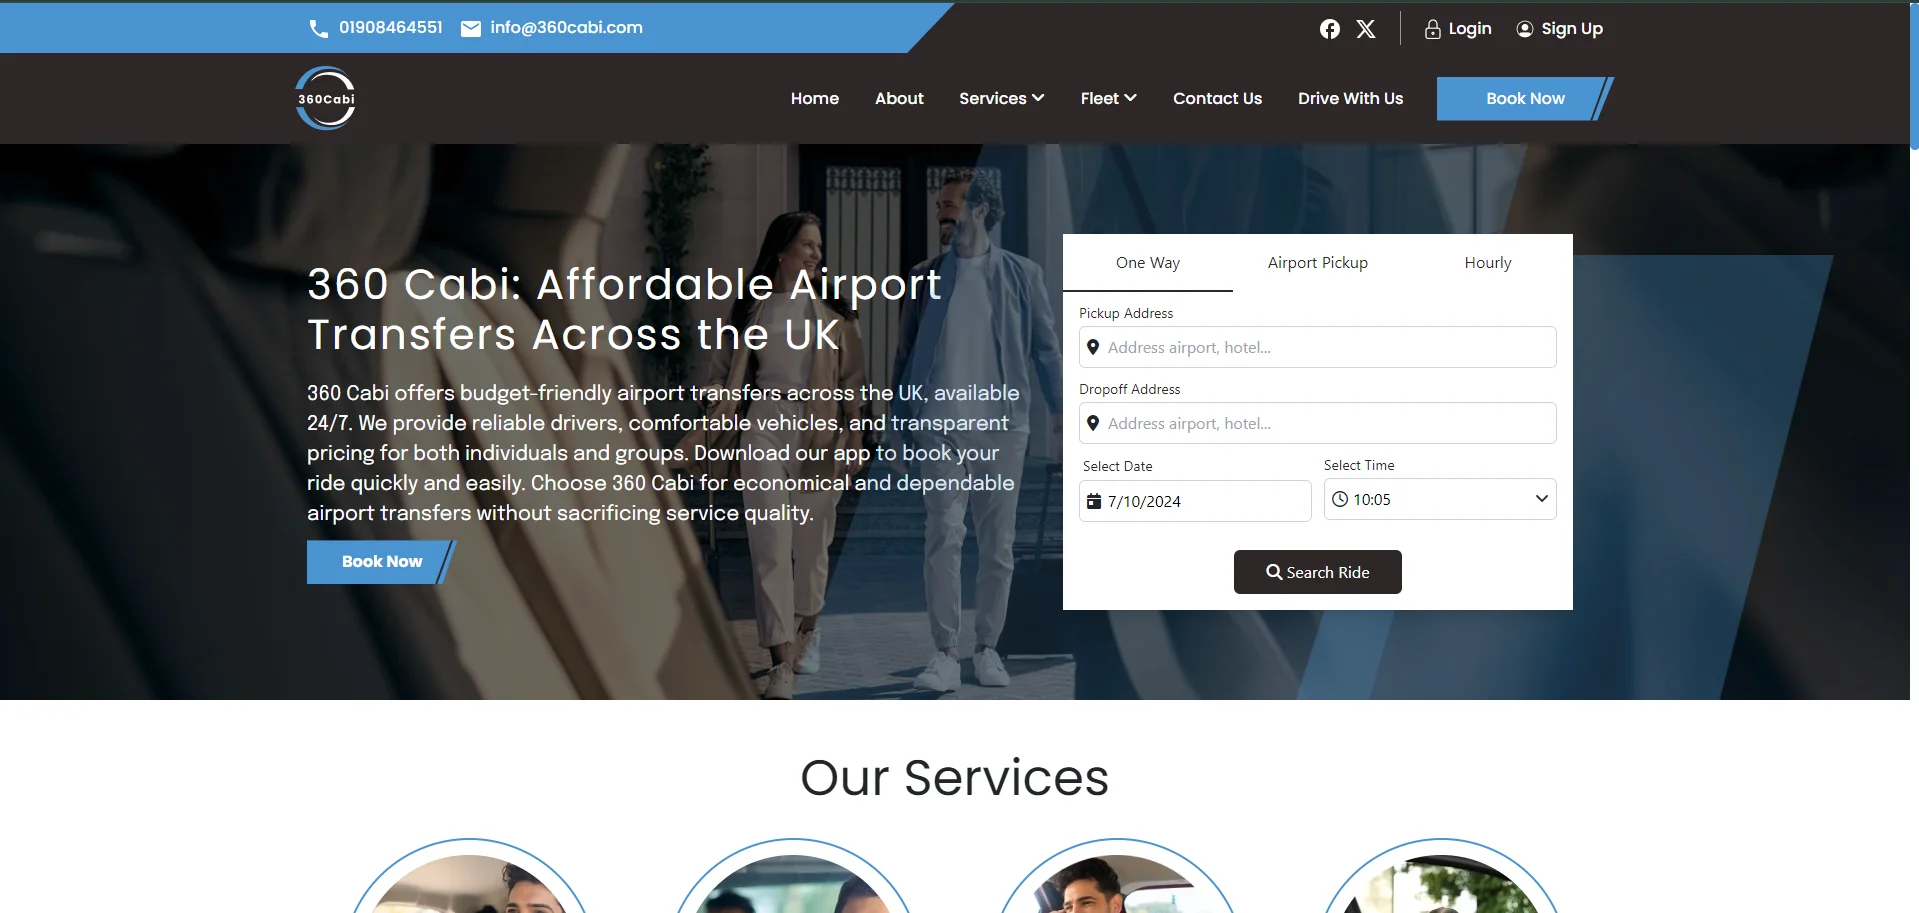 01908464551 info@360cabi.com
Login Sign Up
360Cabi
Home About Services Fleet Contact Us Drive With Us Book Now
360 Cabi: Affordable Airport
Transfers Across the UK
360 Cabi offers budget-friendly airport transfers across the UK, available
24/7. We provide reliable drivers, comfortable vehicles, and transparent
pricing for both individuals and groups. Download our app to book your
ride quickly and easily. Choose 360 Cabi for economical and dependable
airport transfers without sacrificing service quality.
Book Now
One Way Airport Pickup Hourly
Pickup Address
Address airport, hotel...
Dropoff Address
Address airport, hotel...
Select Date Select Time
7/10/2024 10:05
Search Ride
Our Services